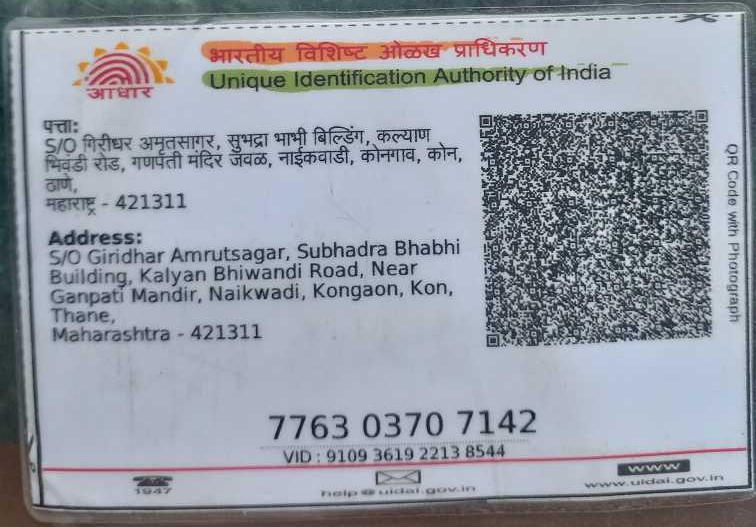 भारतीय विशिष्ट ओळख प्राधिकरण
Unique Identification Authority of India
आधार
पत्ता:
S/O गिरीधर अमृतसागर, सुभद्रा भाभी बिल्डिंग, कल्याण
भिवंडी रोड, गणपती मंदिर जवळ, नाईकवाडी, कोनगाव, कोन,
ठाणे,
महाराष्ट्र - 421311
Address:
S/O Giridhar Amrutsagar, Subhadra Bhabhi
Building, Kalyan Bhiwandi Road, Near
Ganpati Mandir, Naikwadi, Kongaon, Kon,
Thane,
Maharashtra - 421311
QR Code with Photograph
7763 0370 7142
VID : 9109 3619 2213 8544
1947
help@uidai.gov.in
www
www.uidai.gov.in